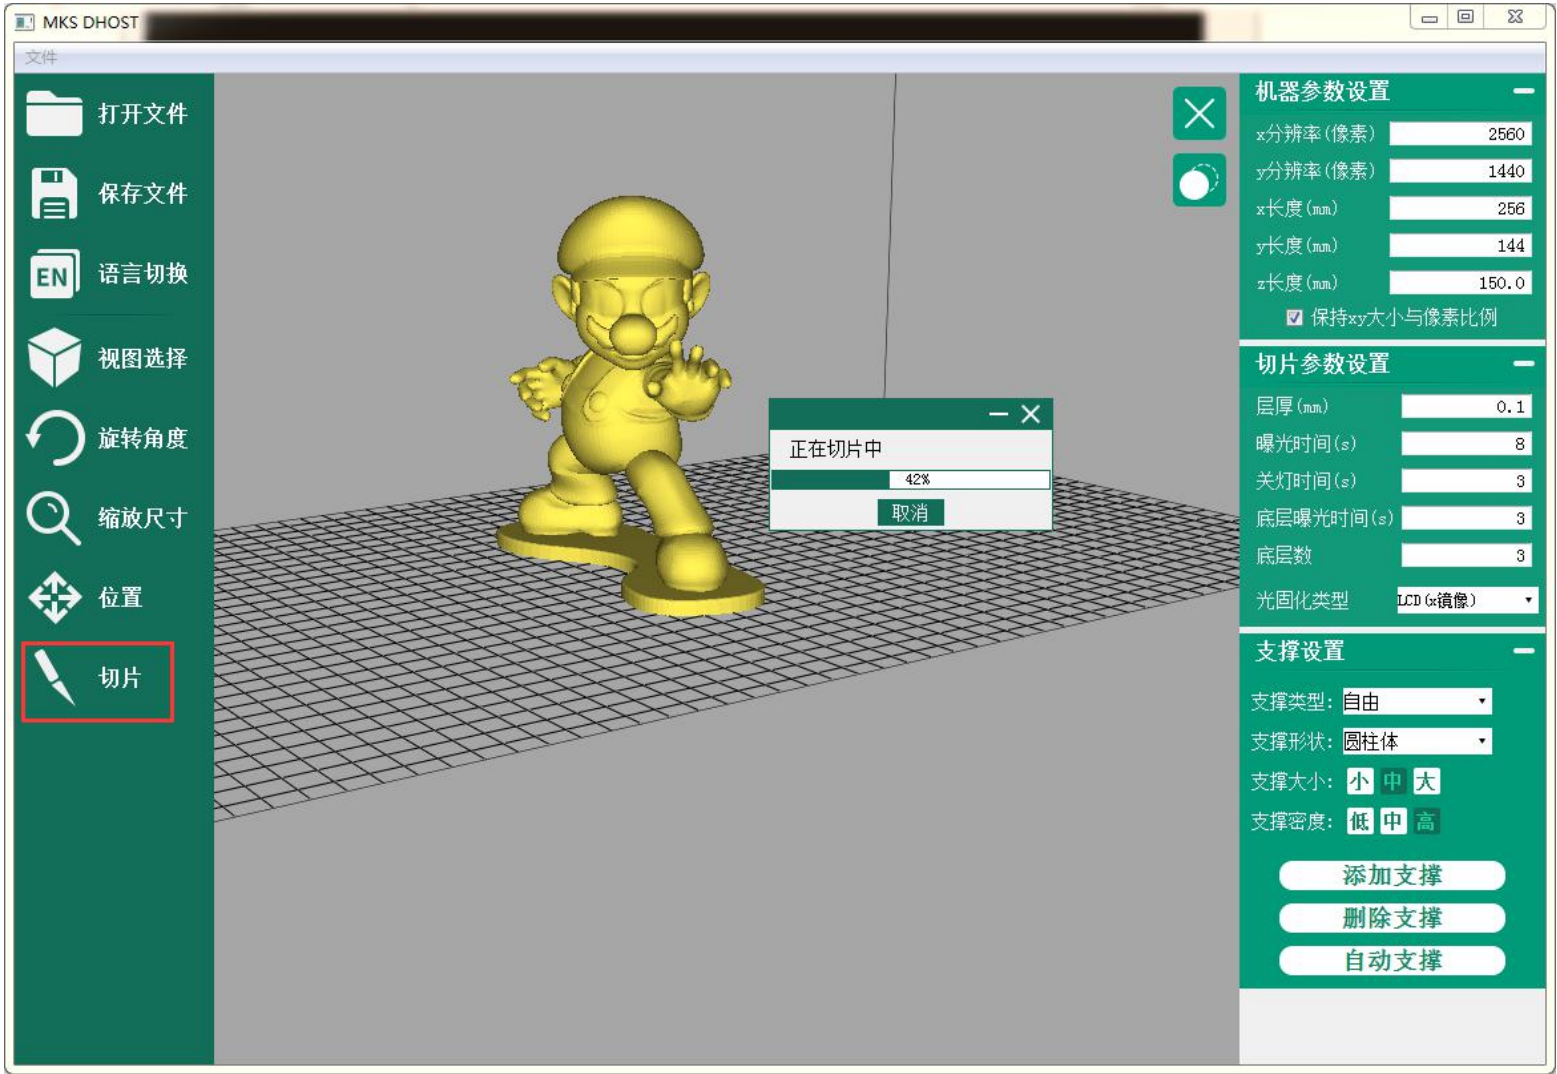 MKS DHOST
文件
打开文件
保存文件
EN 语言切换
视图选择
旋转角度
缩放尺寸
位置
切片
正在切片中
42%
取消
机器参数设置
x分辨率(像素) 2560
y分辨率(像素) 1440
x长度(mm) 256
y长度(mm) 144
z长度(mm) 150.0
保持xy大小与像素比例
切片参数设置
层厚(mm) 0.1
曝光时间(s) 8
关灯时间(s) 3
底层曝光时间(s) 3
底层数 3
光固化类型 LCD(x镜像)
支撑设置
支撑类型: 自由
支撑形状: 圆柱体
支撑大小: 小 中 大
支撑密度: 低 中 高
添加支撑
删除支撑
自动支撑